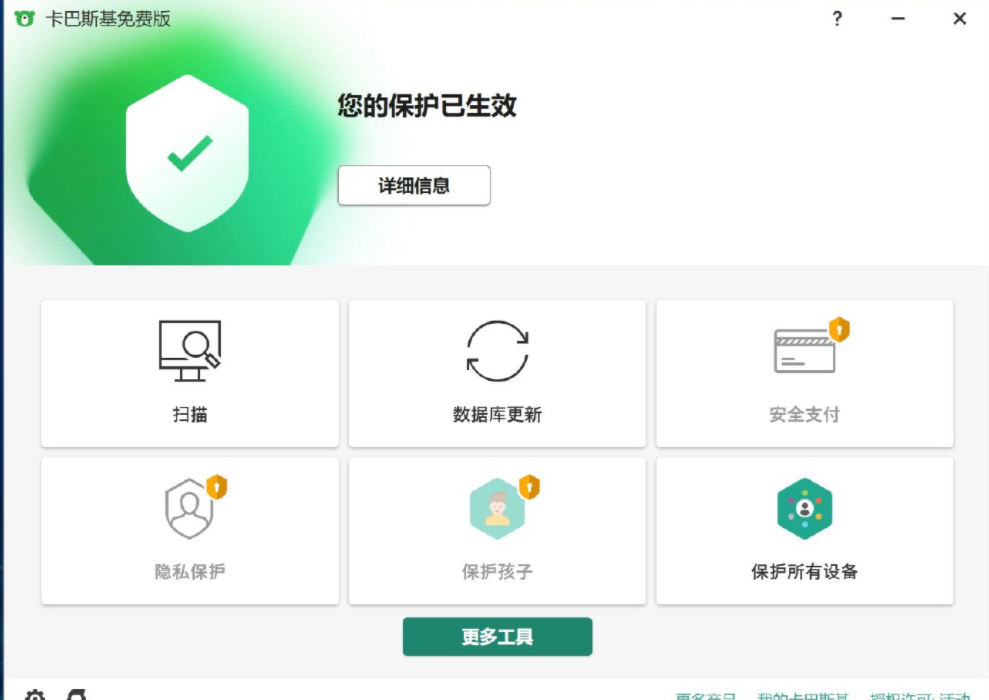 卡巴斯基免费版
?
您的保护已生效
详细信息
扫描
数据库更新
安全支付
隐私保护
保护孩子
保护所有设备
更多工具
更多产品 我的卡巴斯基 授权许可: 活动